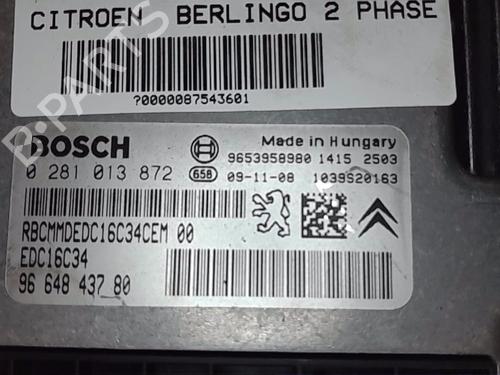 CITROEN BERLINGO 2 PHASE
?0000087543601
B-PARTS
BOSCH
Made in Hungary
9653958980 1415 2503
0 281 013 872
658 09-11-08 1039S20163
RBCMMDEDC16C34CEM 00
EDC16C34
96 648 437 80